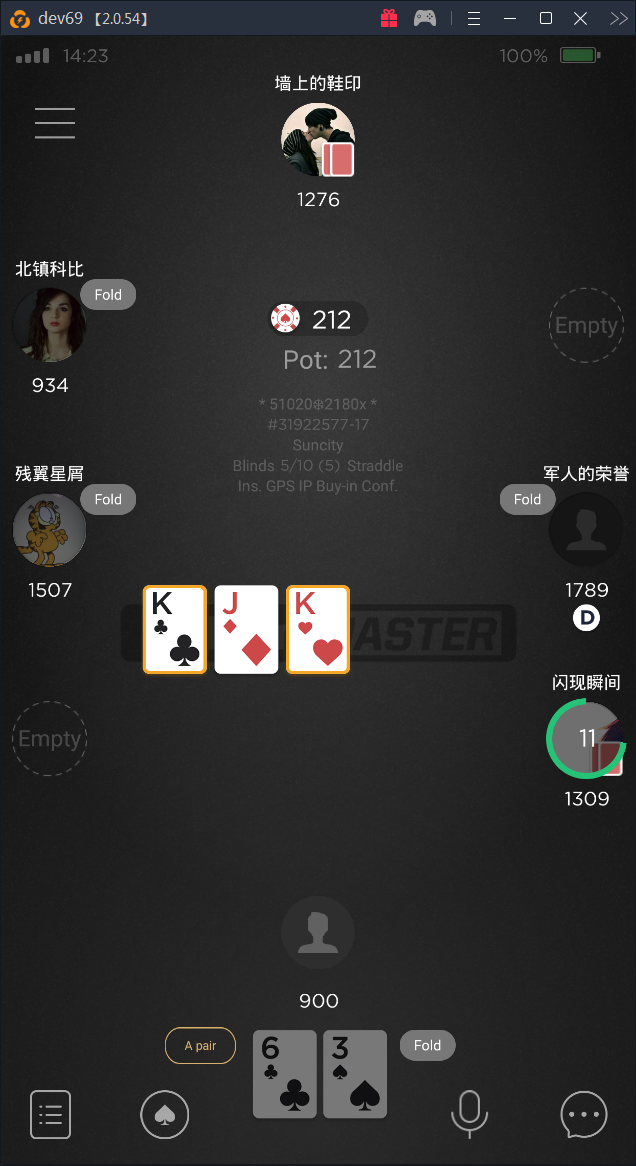 dev69 【2.0.54】
14:23
100%
墙上的鞋印
1276
北镇科比
Fold
934
212
Pot: 212
Empty
* 51020❄2180x *
#31922577-17
Suncity
Blinds 5/10 (5) Straddle
Ins. GPS IP Buy-in Conf.
残翼星屑
Fold
1507
军人的荣誉
Fold
1789
D
K
J
K
ASTER
闪现瞬间
11
1309
Empty
900
A pair
6
3
Fold